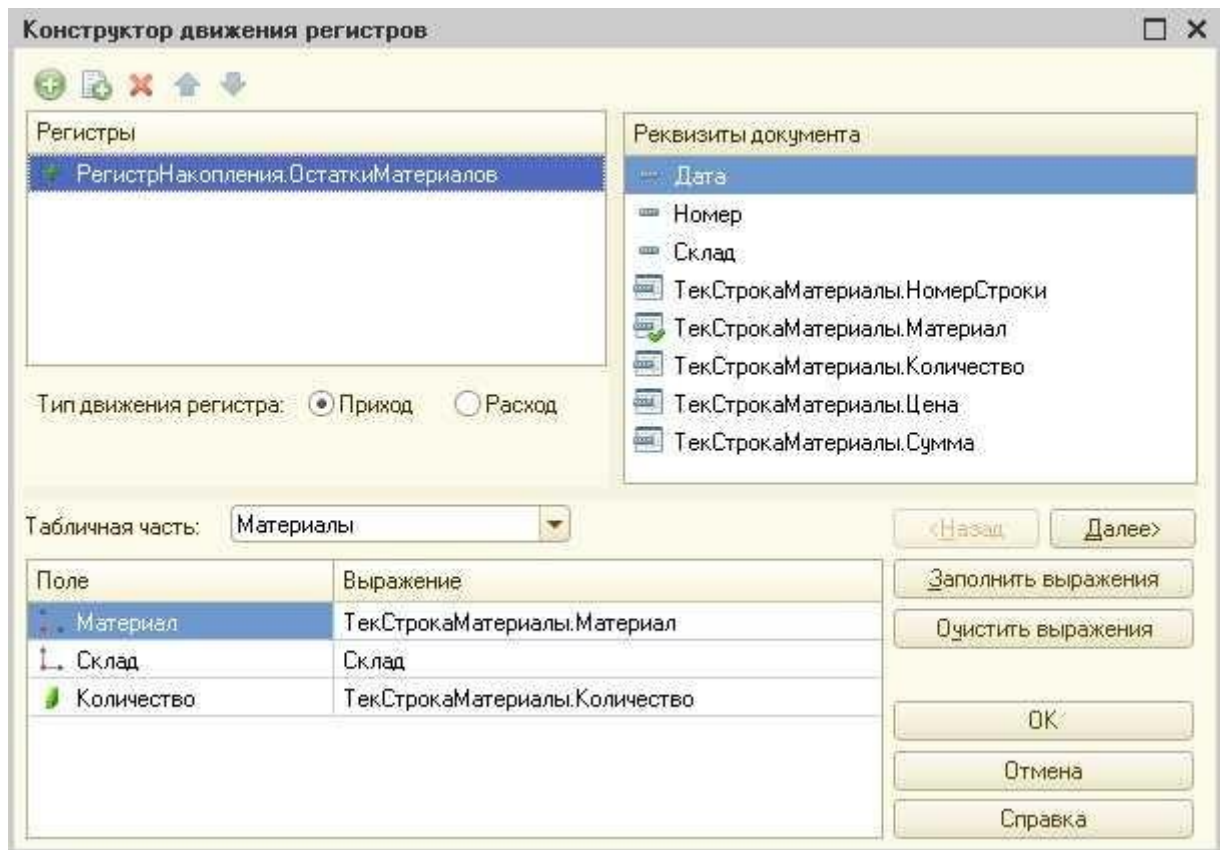 Конструктор движения регистров
Регистры
РегистрНакопления.ОстаткиМатериалов
Реквизиты документа
Дата
Номер
Склад
ТекСтрокаМатериалы.НомерСтроки
ТекСтрокаМатериалы.Материал
ТекСтрокаМатериалы.Количество
ТекСтрокаМатериалы.Цена
ТекСтрокаМатериалы.Сумма
Тип движения регистра: Приход Расход
Табличная часть: Материалы
<Назад Далее>
Поле Выражение
Материал ТекСтрокаМатериалы.Материал
Склад Склад
Количество ТекСтрокаМатериалы.Количество
Заполнить выражения
Очистить выражения
ОК
Отмена
Справка